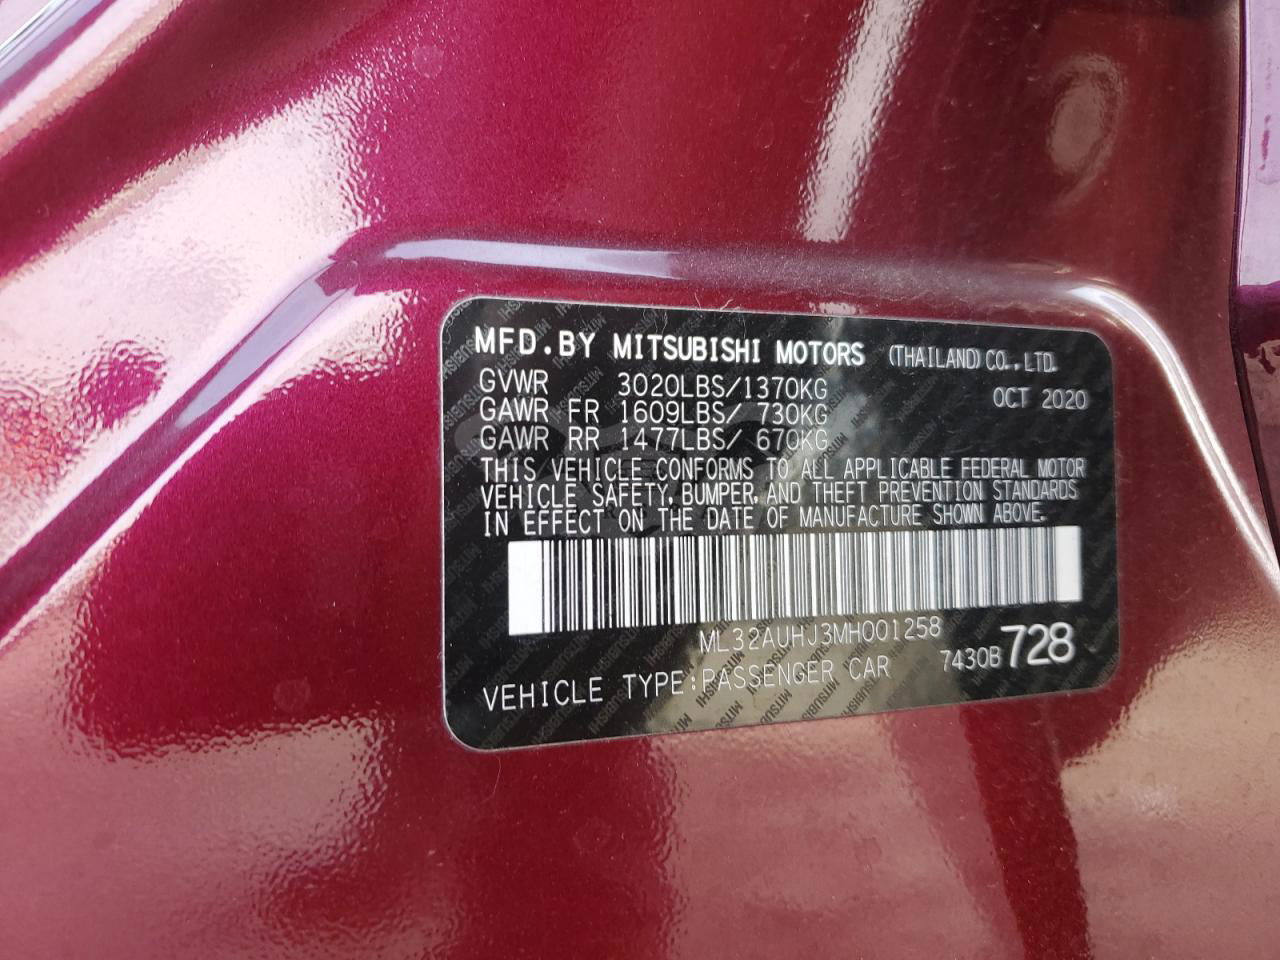 MFD.BY MITSUBISHI MOTORS (THAILAND) CO.,LTD.
GVWR 3020LBS/1370KG OCT 2020
GAWR FR 1609LBS/ 730KG
GAWR RR 1477LBS/ 670KG
THIS VEHICLE CONFORMS TO ALL APPLICABLE FEDERAL MOTOR
VEHICLE SAFETY, BUMPER, AND THEFT PREVENTION STANDARDS
IN EFFECT ON THE DATE OF MANUFACTURE SHOWN ABOVE.
ML32AUHJ3MH001258
VEHICLE TYPE:PASSENGER CAR 7430B 728